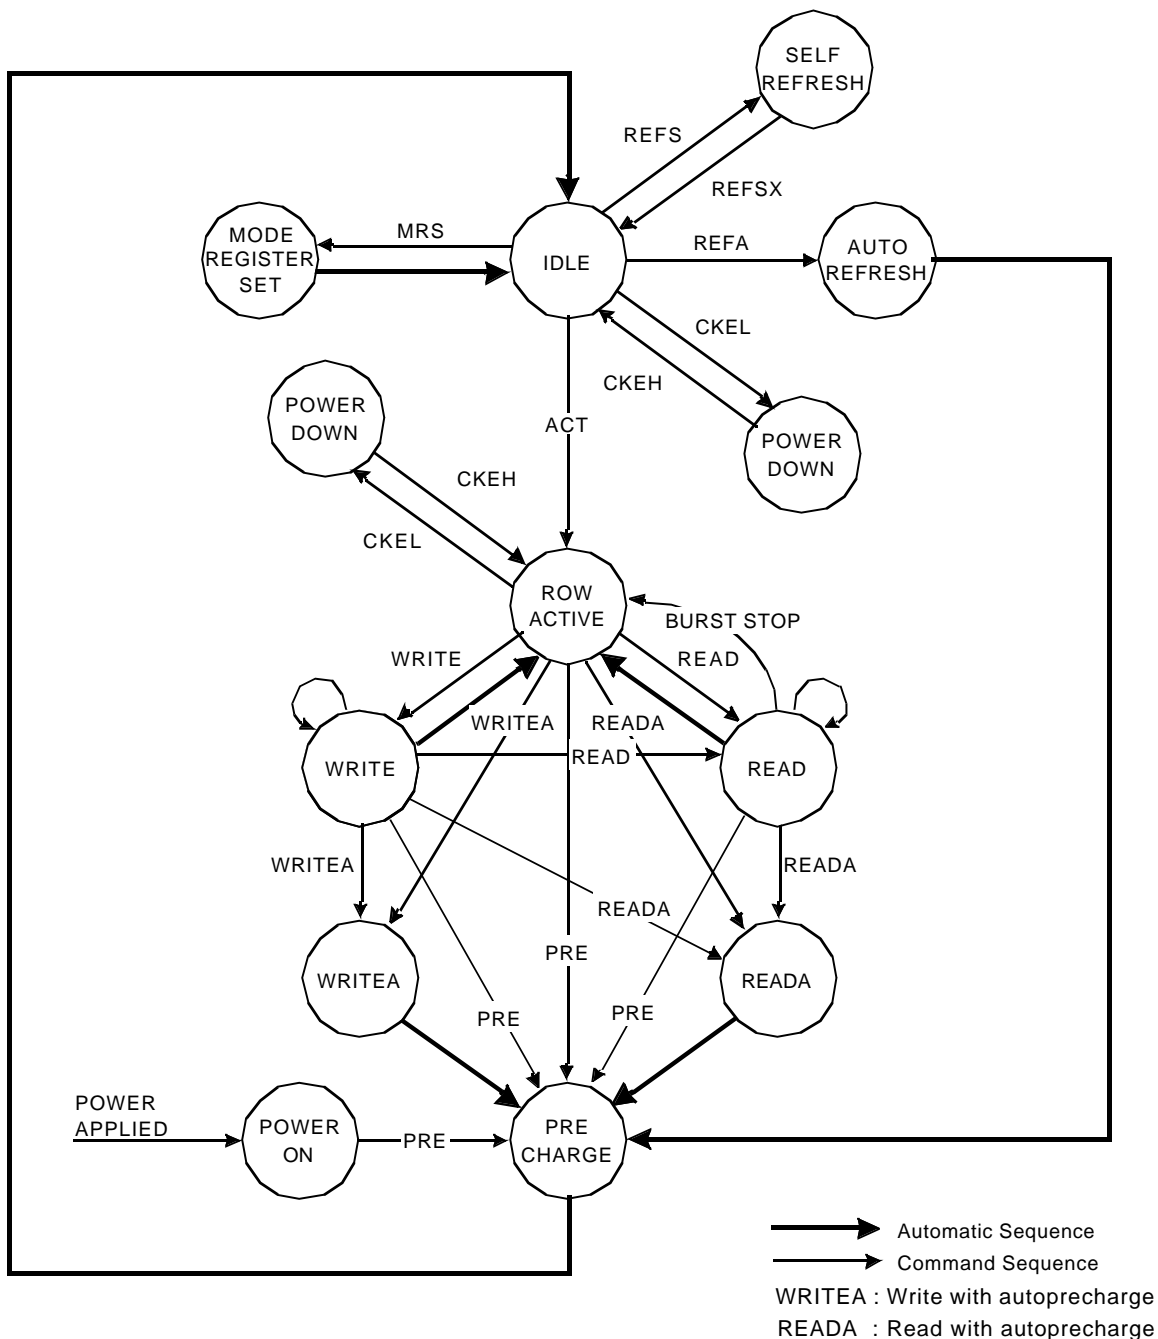 SELF
REFRESH
REFS
REFSX
MODE
REGISTER
SET
MRS
IDLE
REFA
AUTO
REFRESH
CKEL
CKEH
POWER
DOWN
ACT
POWER
DOWN
CKEH
CKEL
ROW
ACTIVE
BURST STOP
WRITE
READ
WRITEA
READA
READ
WRITE
READ
WRITEA
READA
READA
PRE
WRITEA
READA
PRE
PRE
POWER
APPLIED
POWER
ON
PRE
PRE
CHARGE
Automatic Sequence
Command Sequence
WRITEA : Write with autoprecharge
READA : Read with autoprecharge